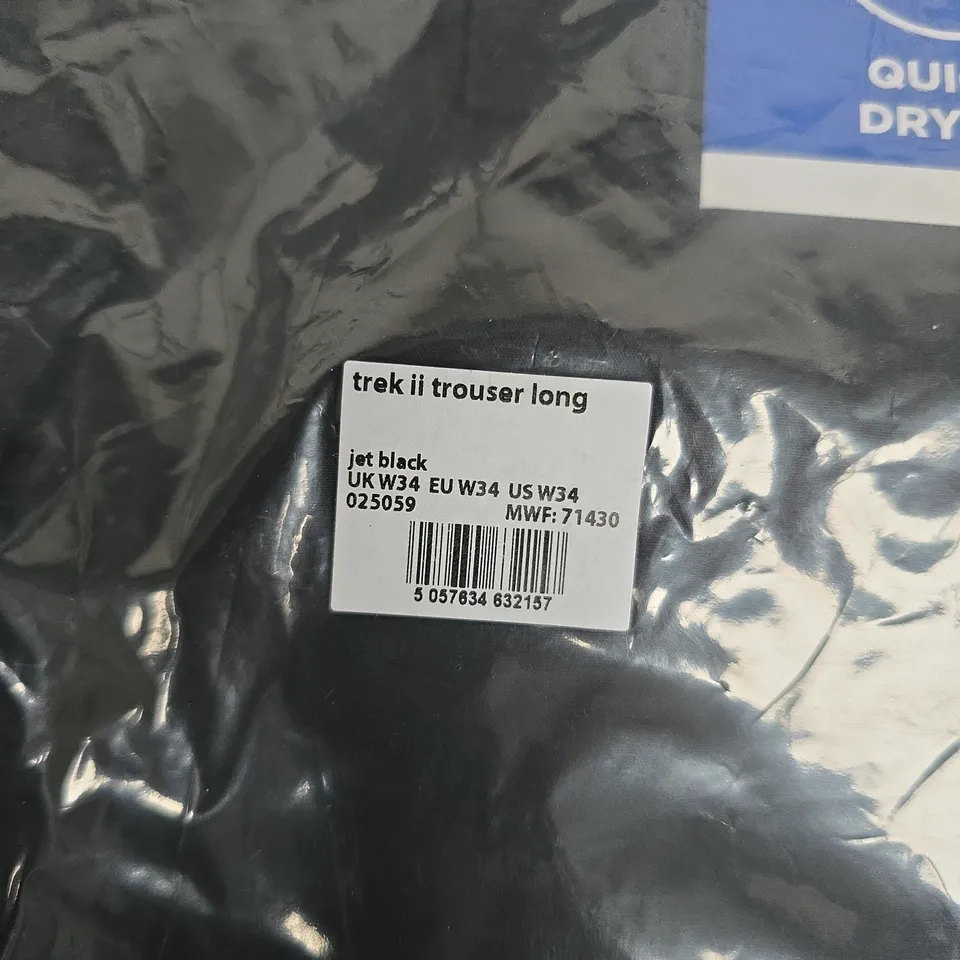 DRY
trek ii trouser long
jet black
UK W34 EU W34 US W34
025059 MWF: 71430
5 057634 632157